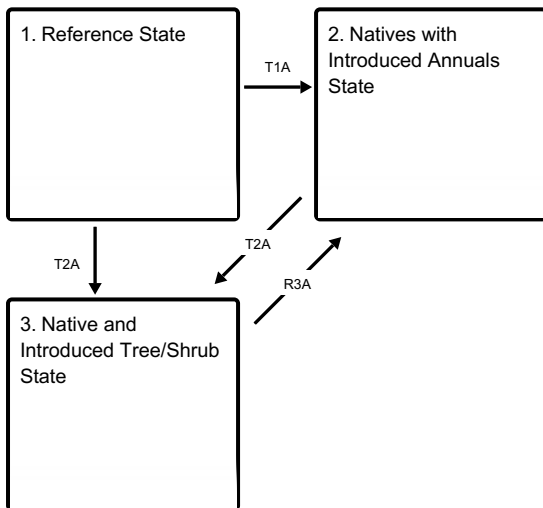 1. Reference State
2. Natives with
Introduced Annuals
State
T1A
T2A
T2A
R3A
3. Native and
Introduced Tree/Shrub
State